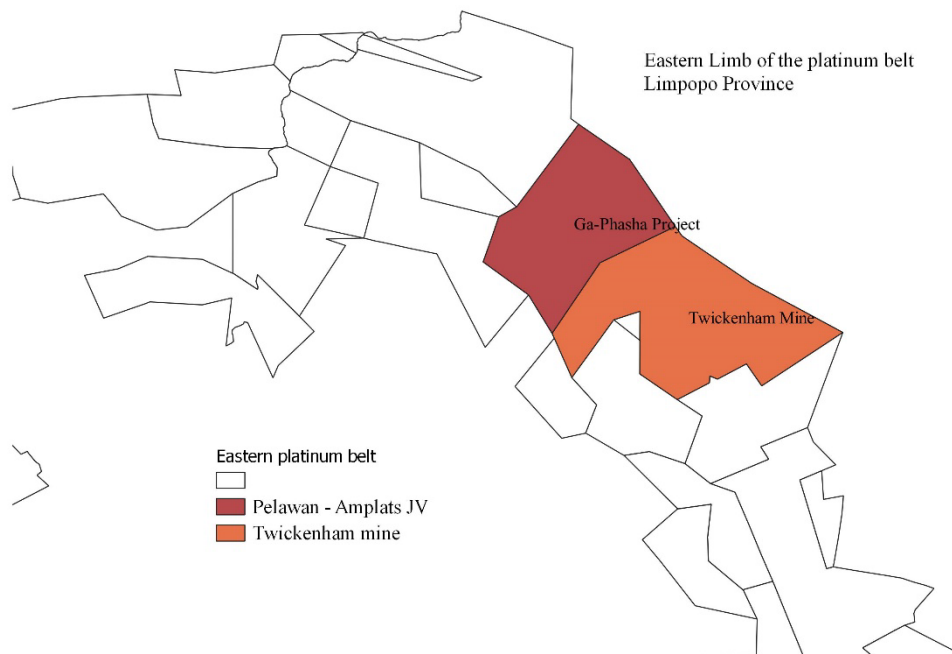 Eastern Limb of the platinum belt
Limpopo Province
Ga-Phasha Project
Twickenham Mine
Eastern platinum belt
Pelawan - Amplats JV
Twickenham mine